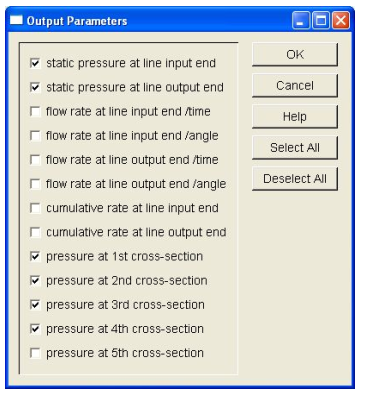 Output Parameters
static pressure at line input end
static pressure at line output end
flow rate at line input end /time
flow rate at line input end /angle
flow rate at line output end /time
flow rate at line output end /angle
cumulative rate at line input end
cumulative rate at line output end
pressure at 1st cross-section
pressure at 2nd cross-section
pressure at 3rd cross-section
pressure at 4th cross-section
pressure at 5th cross-section
OK
Cancel
Help
Select All
Deselect All